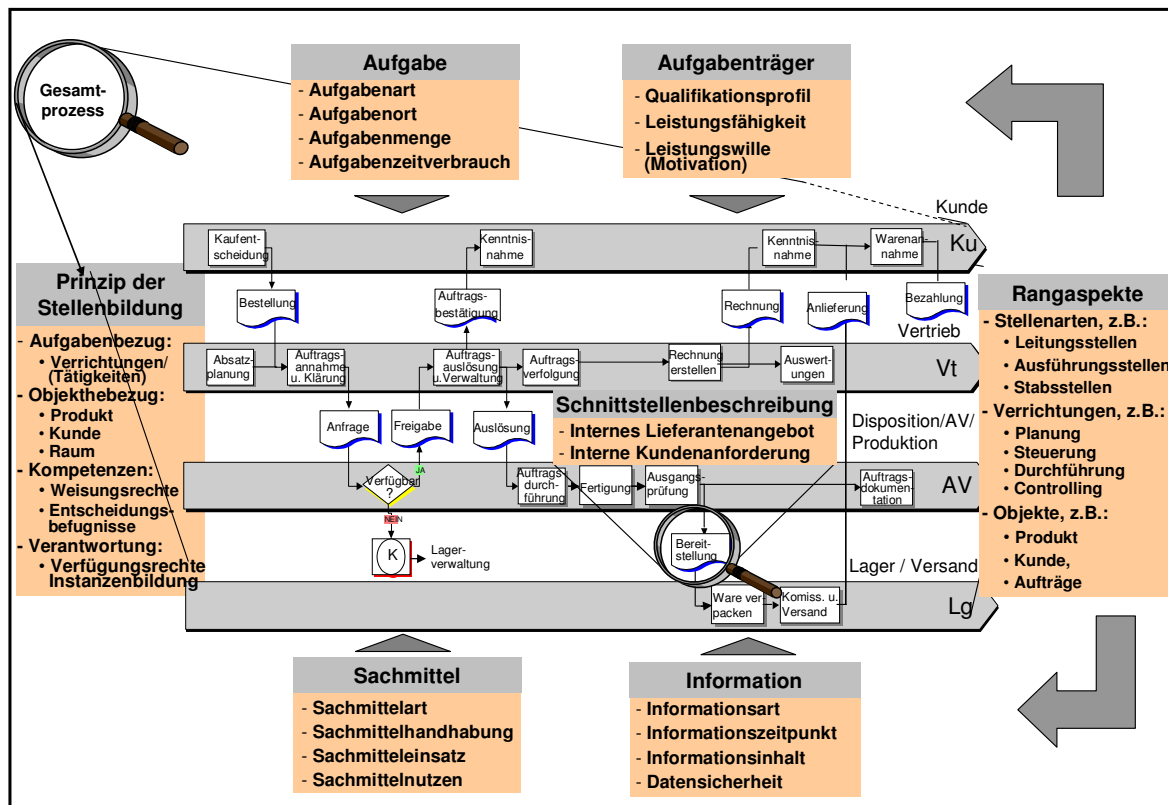 Gesamt-
prozess
Aufgabe
- Aufgabenart
- Aufgabenort
- Aufgabenmenge
- Aufgabenzeitverbrauch
Aufgabenträger
- Qualifikationsprofil
- Leistungsfähigkeit
- Leistungswille
(Motivation)
Kunde
Ku
Kaufent-
scheidung
Kenntnis-
nahme
Kenntnis-
nahme
Warenan-
nahme
Prinzip der
Stellenbildung
- Aufgabenbezug:
• Verrichtungen/
(Tätigkeiten)
- Objekthebezug:
• Produkt
• Kunde
• Raum
- Kompetenzen:
• Weisungsrechte
• Entscheidungs-
befugnisse
- Verantwortung:
• Verfügungsrechte
Instanzenbildung
Bestellung
Auftrags-
bestätigung
Rechnung
Anlieferung
Bezahlung
Vertrieb
Vt
Absatz-
planung
Auftrags-
annahme
u. Klärung
Auftrags-
auslösung
u.Verwaltung
Auftrags-
verfolgung
Rechnung
erstellen
Auswert-
ungen
Anfrage
Freigabe
Auslösung
Schnittstellenbeschreibung
- Internes Lieferantenangebot
- Interne Kundenanforderung
Disposition/AV/
Produktion
AV
Verfügbar
?
JA
NEIN
Auftrags-
durch-
führung
Fertigung
Ausgangs-
prüfung
Auftrags-
dokumen-
tation
K
Lager-
verwaltung
Bereit-
stellung
Lager / Versand
Lg
Ware ver-
packen
Komiss. u.
Versand
Rangaspekte
- Stellenarten, z.B.:
• Leitungsstellen
• Ausführungsstellen
• Stabsstellen
- Verrichtungen, z.B.:
• Planung
• Steuerung
• Durchführung
• Controlling
- Objekte, z.B.:
• Produkt
• Kunde,
• Aufträge
Sachmittel
- Sachmittelart
- Sachmittelhandhabung
- Sachmitteleinsatz
- Sachmittelnutzen
Information
- Informationsart
- Informationszeitpunkt
- Informationsinhalt
- Datensicherheit